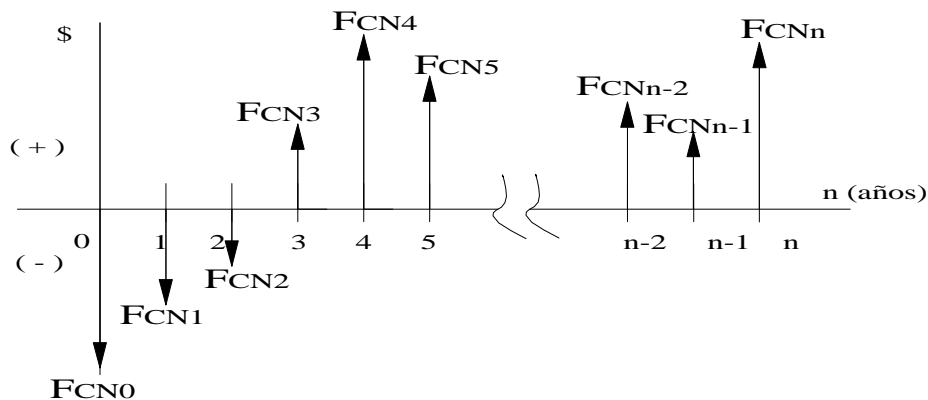 $
FCN4
FCNn
FCN5
FCNn-2
FCN3
FCNn-1
( + )
n (años)
0 1 2 3 4 5 n-2 n-1 n
( - )
FCN2
FCN1
FCN0